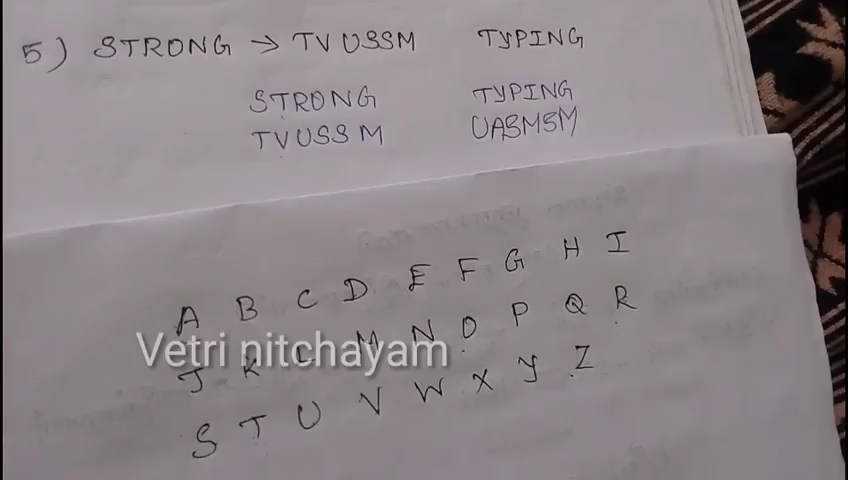 5) STRONG → TVUSSM TYPING
STRONG TYPING
TVUSSM UASMSM
A B C D E F G H I
J K L M N O P Q R
S T U V W X Y Z
Vetri nitchayam